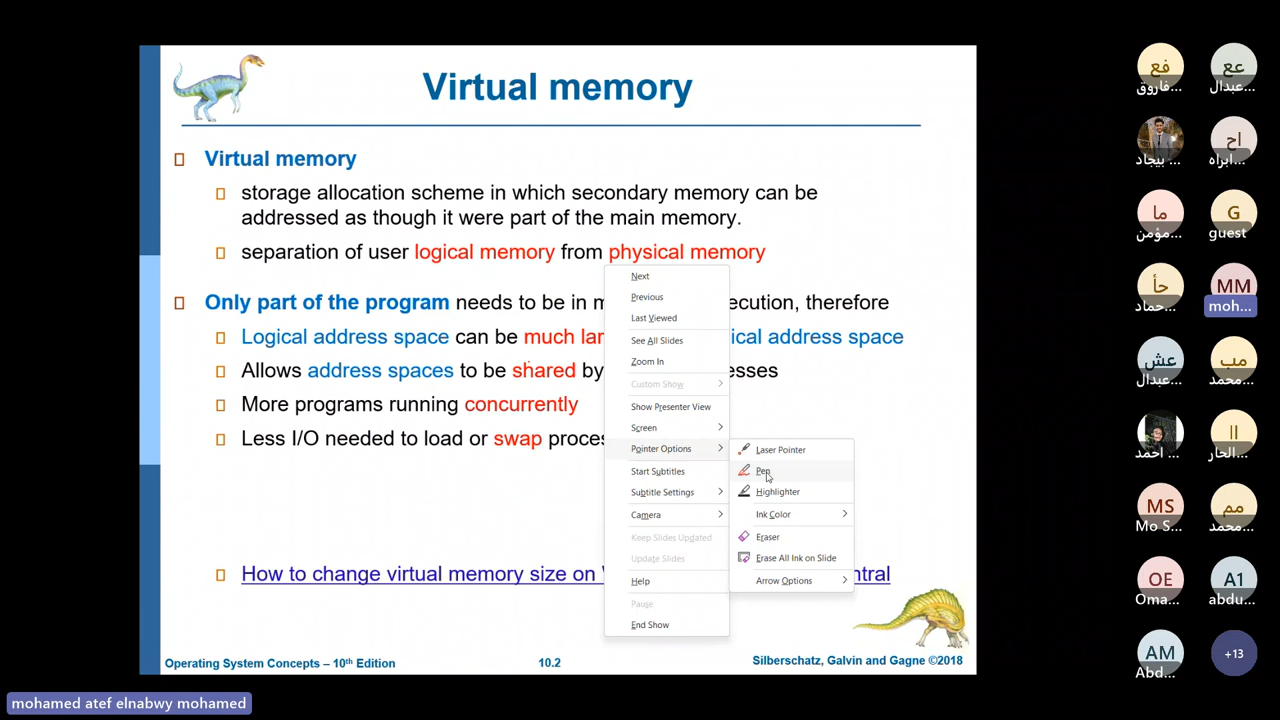 Virtual memory
Virtual memory
storage allocation scheme in which secondary memory can be
addressed as though it were part of the main memory.
separation of user logical memory from physical memory
Only part of the program needs to be in m ecution, therefore
Logical address space can be much lar ical address space
Allows address spaces to be shared by esses
More programs running concurrently
Less I/O needed to load or swap proces
How to change virtual memory size on ntral
Next
Previous
Last Viewed
See All Slides
Zoom In
Custom Show
Show Presenter View
Screen
Pointer Options
Start Subtitles
Subtitle Settings
Camera
Keep Slides Updated
Update Slides
Help
Pause
End Show
Laser Pointer
Pen
Highlighter
Ink Color
Eraser
Erase All Ink on Slide
Arrow Options
Operating System Concepts – 10th Edition
10.2
Silberschatz, Galvin and Gagne ©2018
فع
فاروق...
عع
عبدال...
بيجاد ...
اح
ابراه...
ما
مؤمن...
G
guest
حأ
حماد...
MM
moh...
عش
عبدال...
مب
محمد...
احمد ...
اا
الحار...
MS
Mo S...
مم
محمد...
OE
Oma...
A1
abdu...
AM
Abd...
+13
mohamed atef elnabwy mohamed